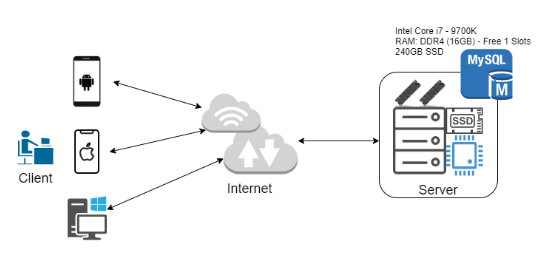 Intel Core i7 - 9700K
RAM: DDR4 (16GB) - Free 1 Slots
240GB SSD
MySQL
M
SSD
Client
Internet
Server